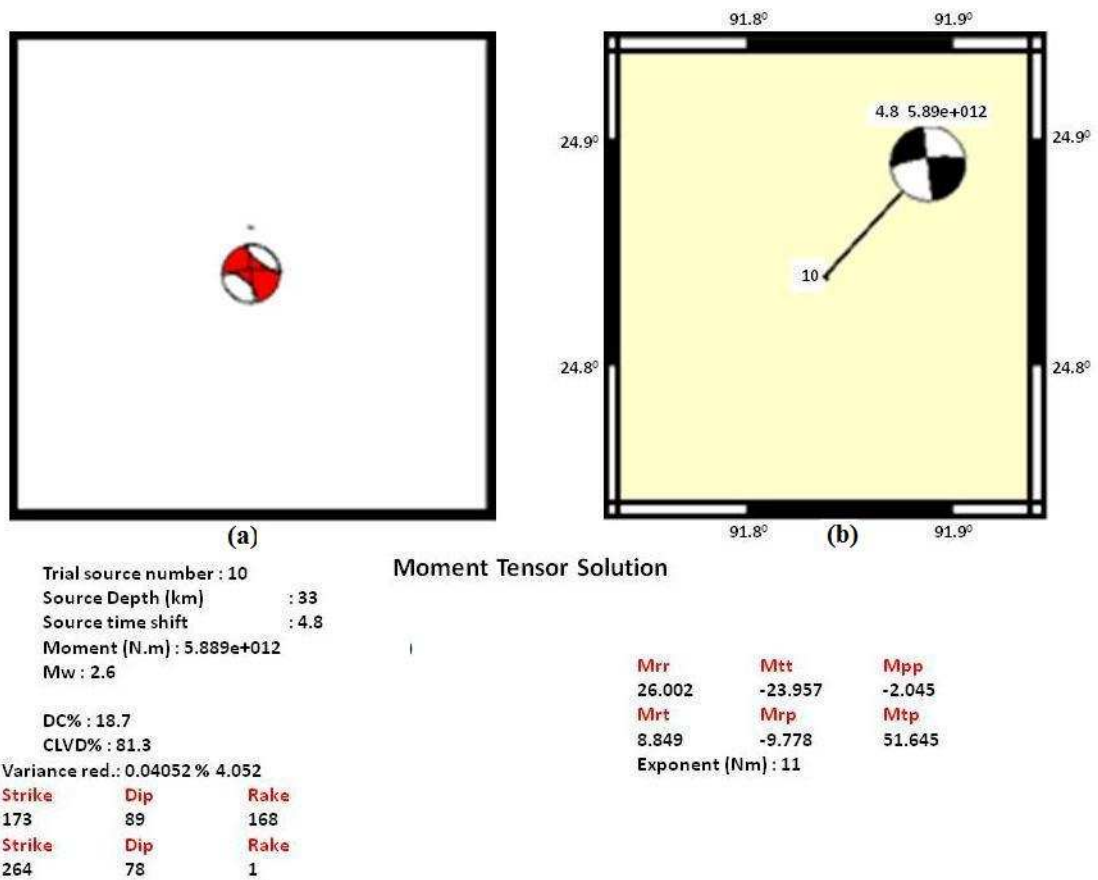 91.8⁰ 91.9⁰
4.8 5.89e+012
24.9⁰ 24.9⁰
10
24.8⁰ 24.8⁰
91.8⁰ 91.9⁰
(a) (b)
Moment Tensor Solution
Trial source number : 10
Source Depth (km) : 33
Source time shift : 4.8
Moment (N.m) : 5.889e+012
Mw : 2.6
DC% : 18.7
CLVD% : 81.3
Variance red.: 0.04052 % 4.052
Strike Dip Rake
173 89 168
Strike Dip Rake
264 78 1
Mrr Mtt Mpp
26.002 -23.957 -2.045
Mrt Mrp Mtp
8.849 -9.778 51.645
Exponent (Nm) : 11